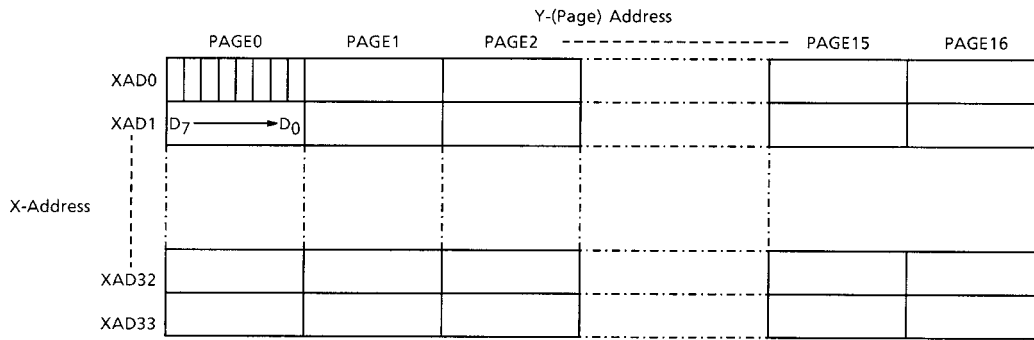 Y-(Page) Address
PAGE0 PAGE1 PAGE2 PAGE15 PAGE16
XAD0
XAD1 D7 D0
X-Address
XAD32
XAD33